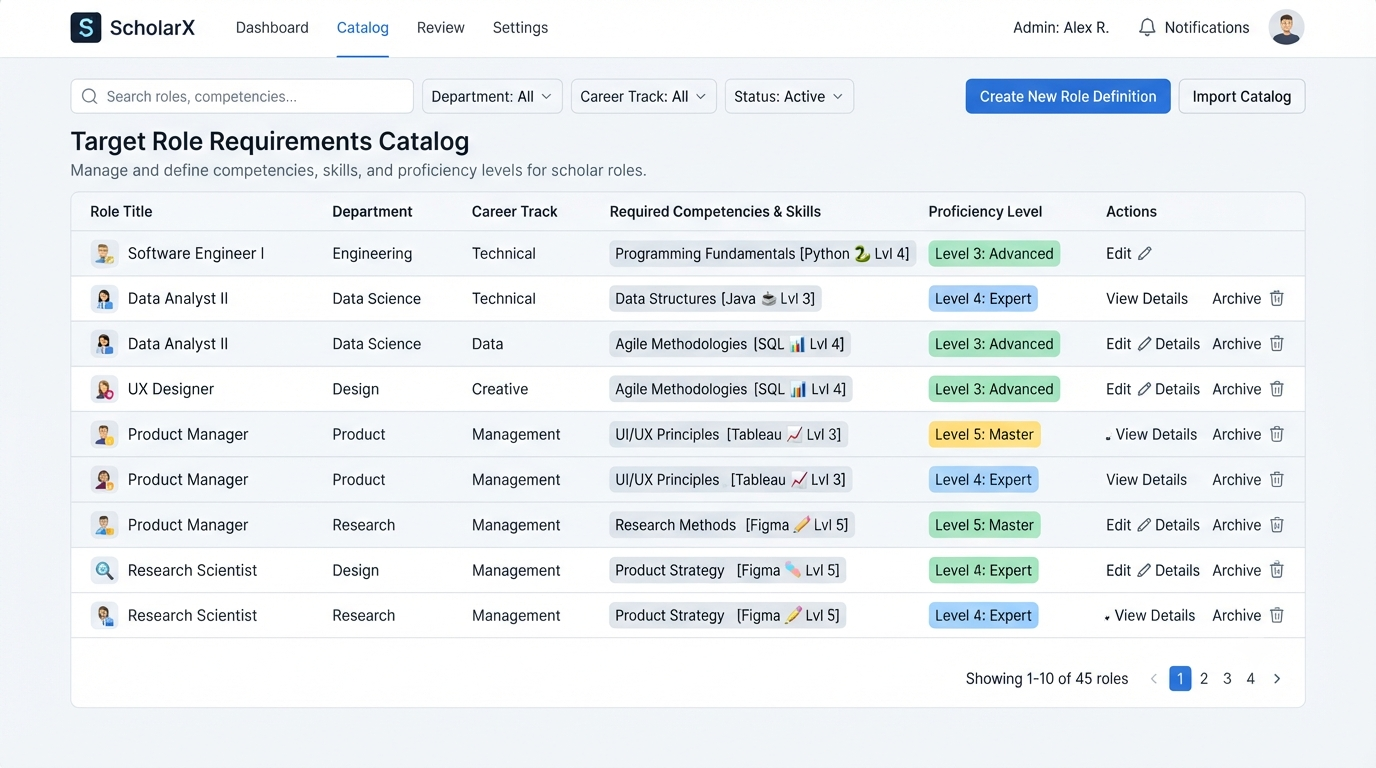 S ScholarX Dashboard Catalog Review Settings Admin: Alex R. Notifications
Search roles, competencies... Department: All Career Track: All Status: Active Create New Role Definition Import Catalog
Target Role Requirements Catalog
Manage and define competencies, skills, and proficiency levels for scholar roles.
Role Title Department Career Track Required Competencies & Skills Proficiency Level Actions
Software Engineer I Engineering Technical Programming Fundamentals [Python 🐍 Lvl 4] Level 3: Advanced Edit
Data Analyst II Data Science Technical Data Structures [Java ☕ Lvl 3] Level 4: Expert View Details Archive
Data Analyst II Data Science Data Agile Methodologies [SQL 📊 Lvl 4] Level 3: Advanced Edit Details Archive
UX Designer Design Creative Agile Methodologies [SQL 📊 Lvl 4] Level 3: Advanced Edit Details Archive
Product Manager Product Management UI/UX Principles [Tableau 📈 Lvl 3] Level 5: Master View Details Archive
Product Manager Product Management UI/UX Principles [Tableau 📈 Lvl 3] Level 4: Expert View Details Archive
Product Manager Research Management Research Methods [Figma ✏️ Lvl 5] Level 5: Master Edit Details Archive
Research Scientist Design Management Product Strategy [Figma Lvl 5] Level 4: Expert Edit Details Archive
Research Scientist Research Management Product Strategy [Figma ✏️ Lvl 5] Level 4: Expert View Details Archive
Showing 1-10 of 45 roles 1 2 3 4